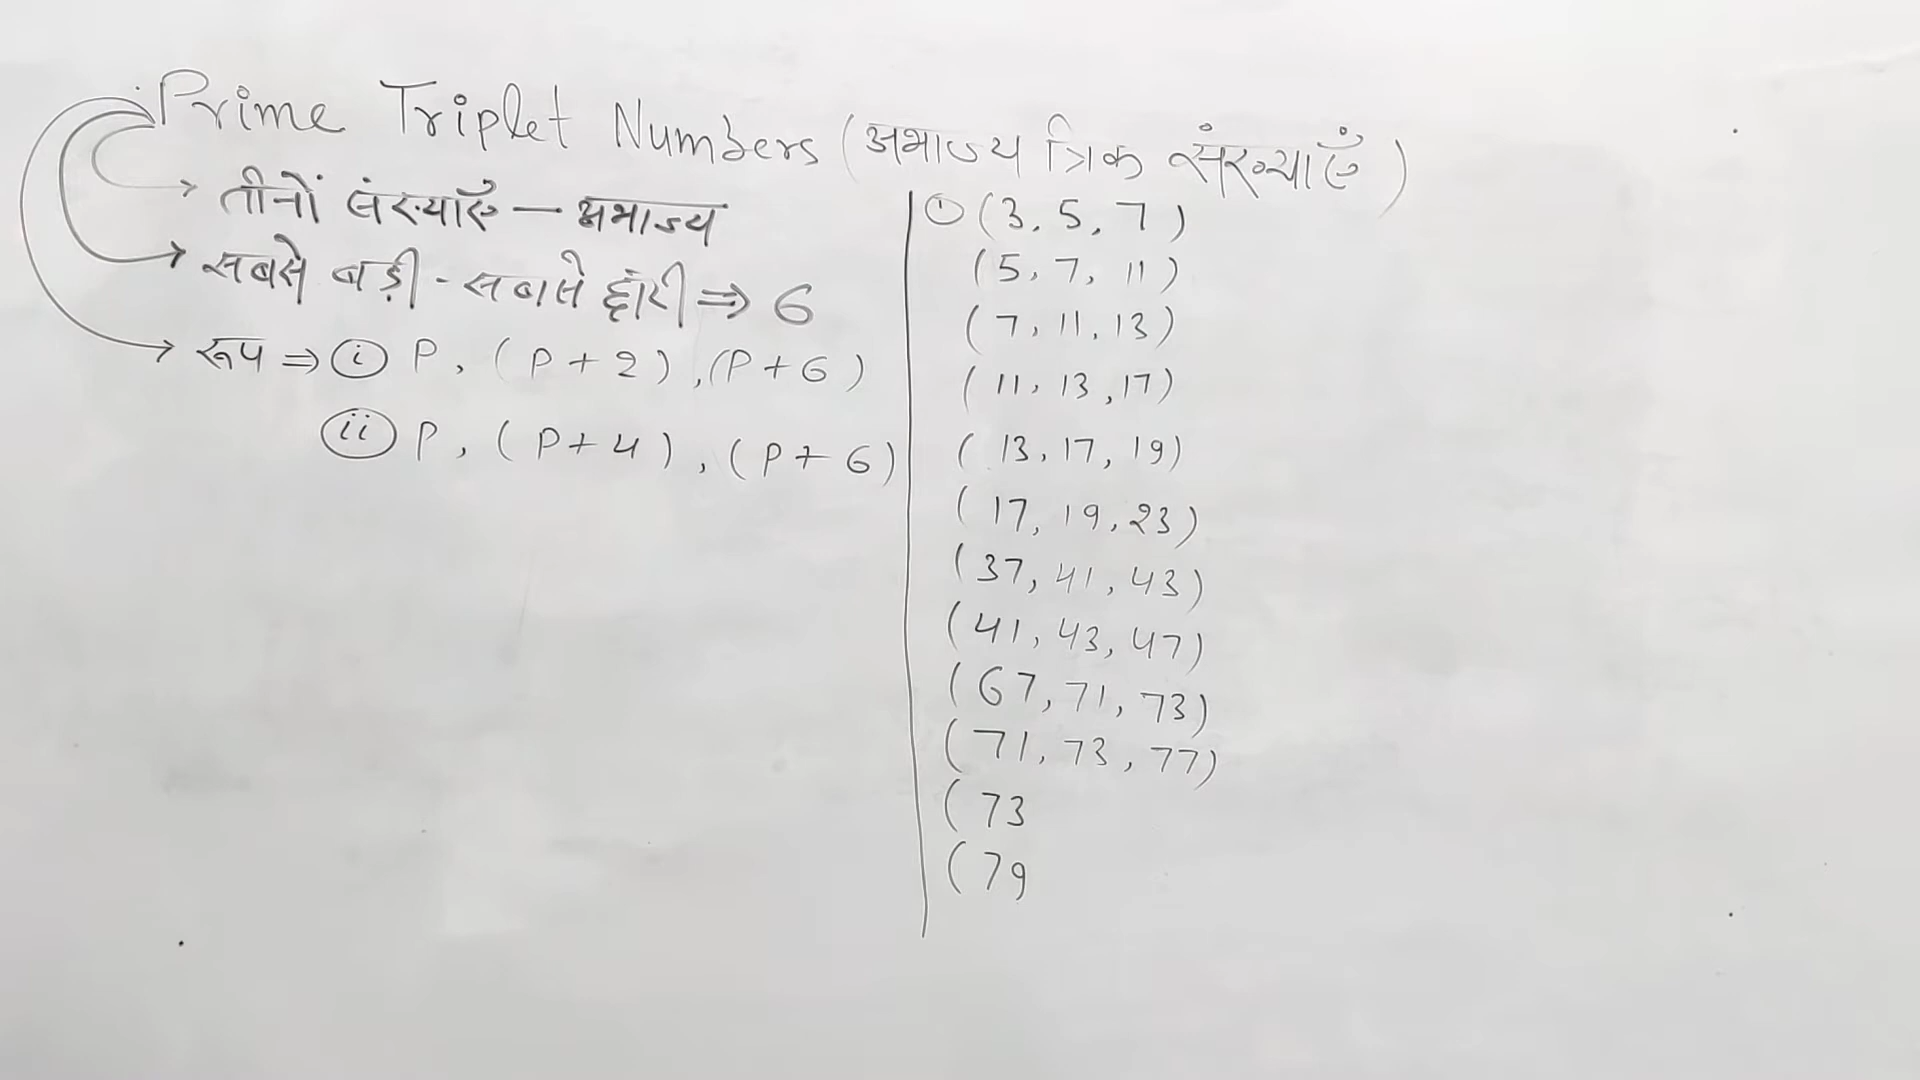 Prime Triplet Numbers (अभाज्य त्रिक संख्याएँ)
तीनों संख्याएँ - अभाज्य
सबसे बड़ी - सबसे छोटी ⇒ 6
रूप ⇒ (i) P, (P+2), (P+6)
(ii) P, (P+4), (P+6)
① (3, 5, 7)
(5, 7, 11)
(7, 11, 13)
(11, 13, 17)
(13, 17, 19)
(17, 19, 23)
(37, 41, 43)
(41, 43, 47)
(67, 71, 73)
(71, 73, 77)
(73
(79